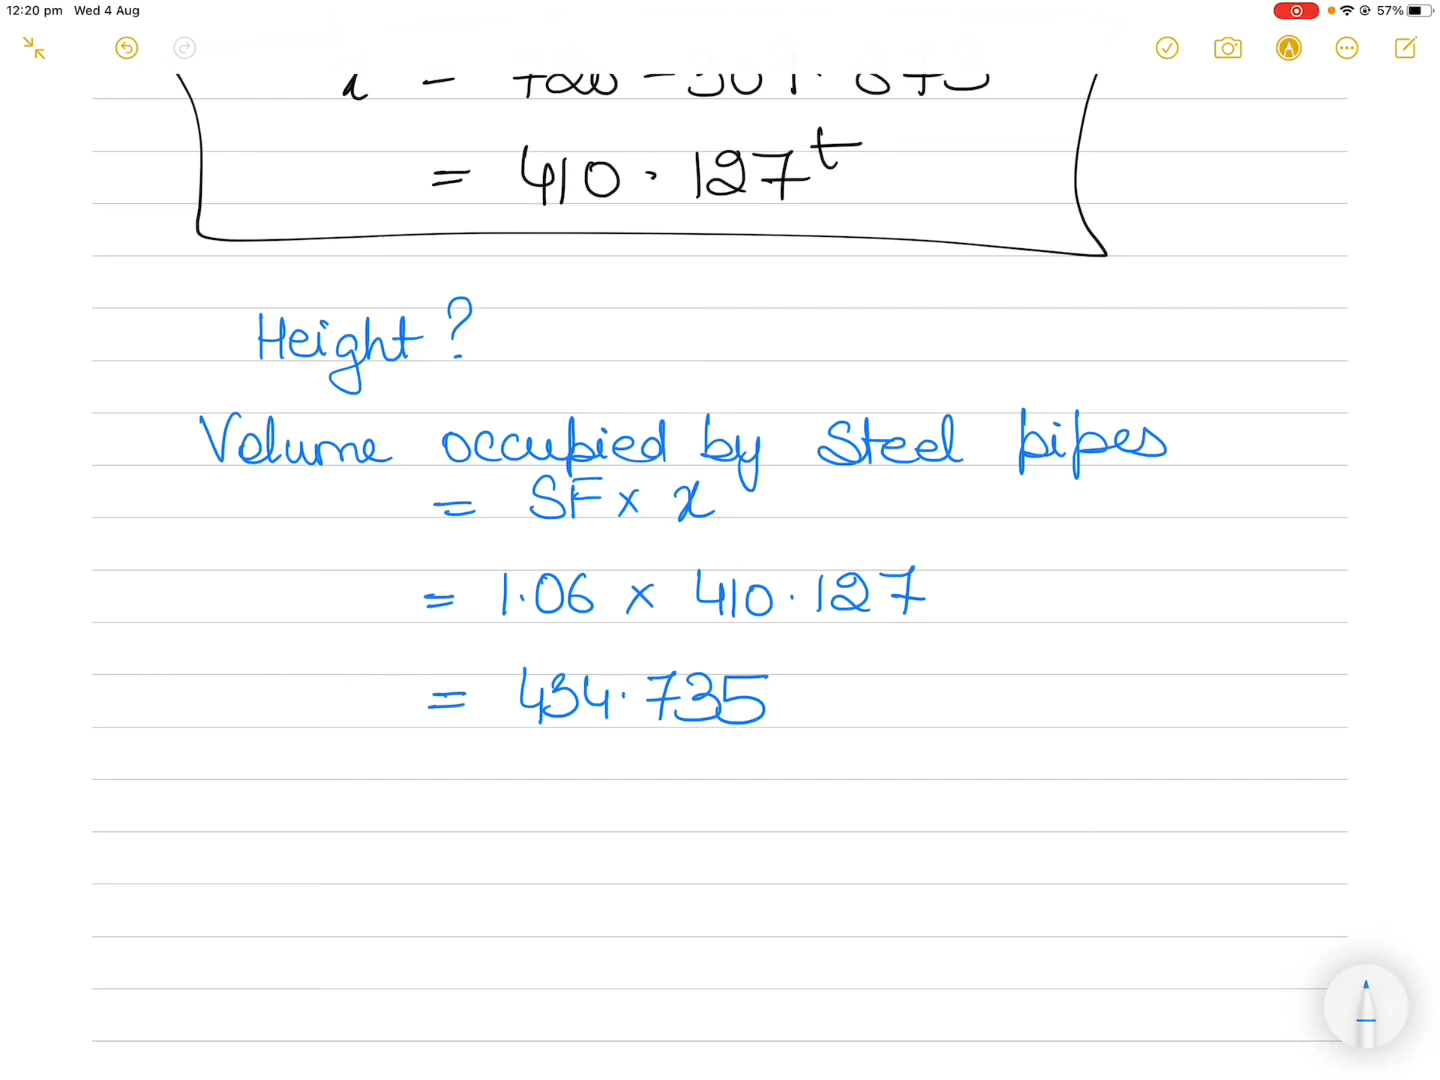 12:20 pm Wed 4 Aug
57%
= 410.127t
Height?
Volume occupied by Steel pipes
= SF x x
= 1.06 x 410.127
= 434.735